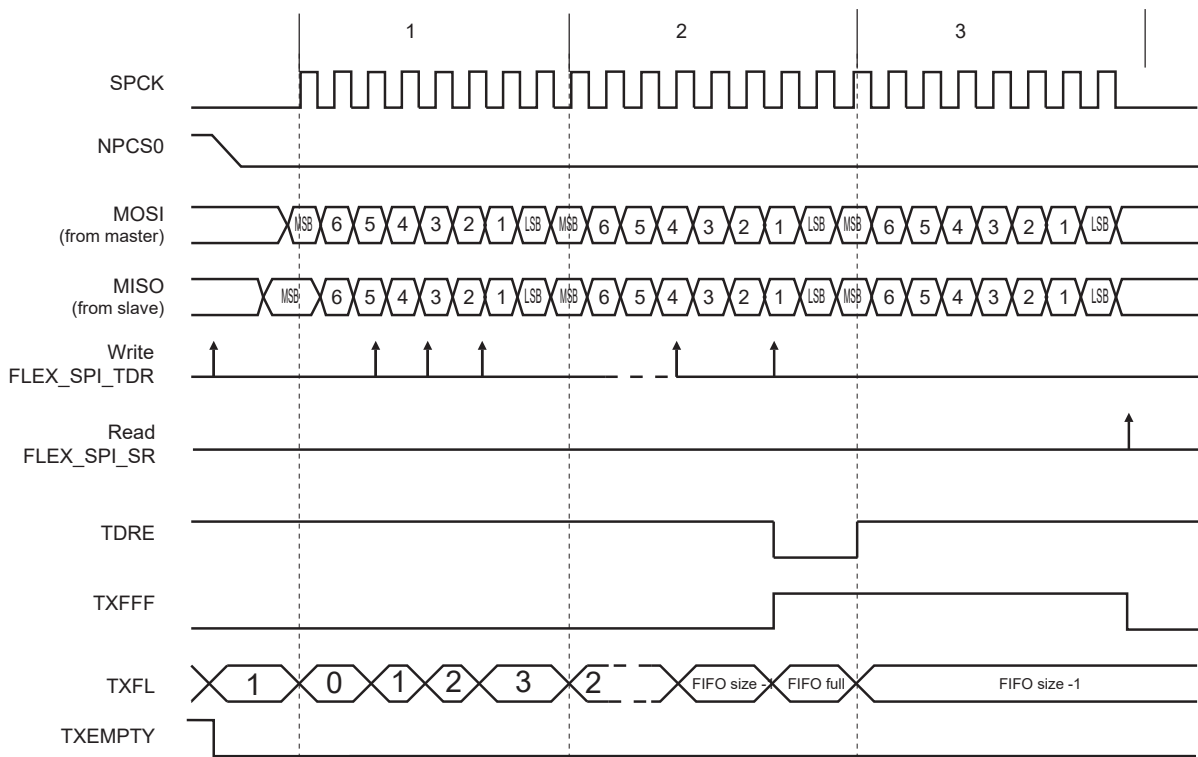 1 2 3
SPCK
NPCS0
MOSI
(from master)
MSB 6 5 4 3 2 1 LSB MSB 6 5 4 3 2 1 LSB MSB 6 5 4 3 2 1 LSB
MISO
(from slave)
MSB 6 5 4 3 2 1 LSB MSB 6 5 4 3 2 1 LSB MSB 6 5 4 3 2 1 LSB
Write
FLEX_SPI_TDR
Read
FLEX_SPI_SR
TDRE
TXFFF
TXFL 1 0 1 2 3 2 FIFO size -1 FIFO full FIFO size -1
TXEMPTY